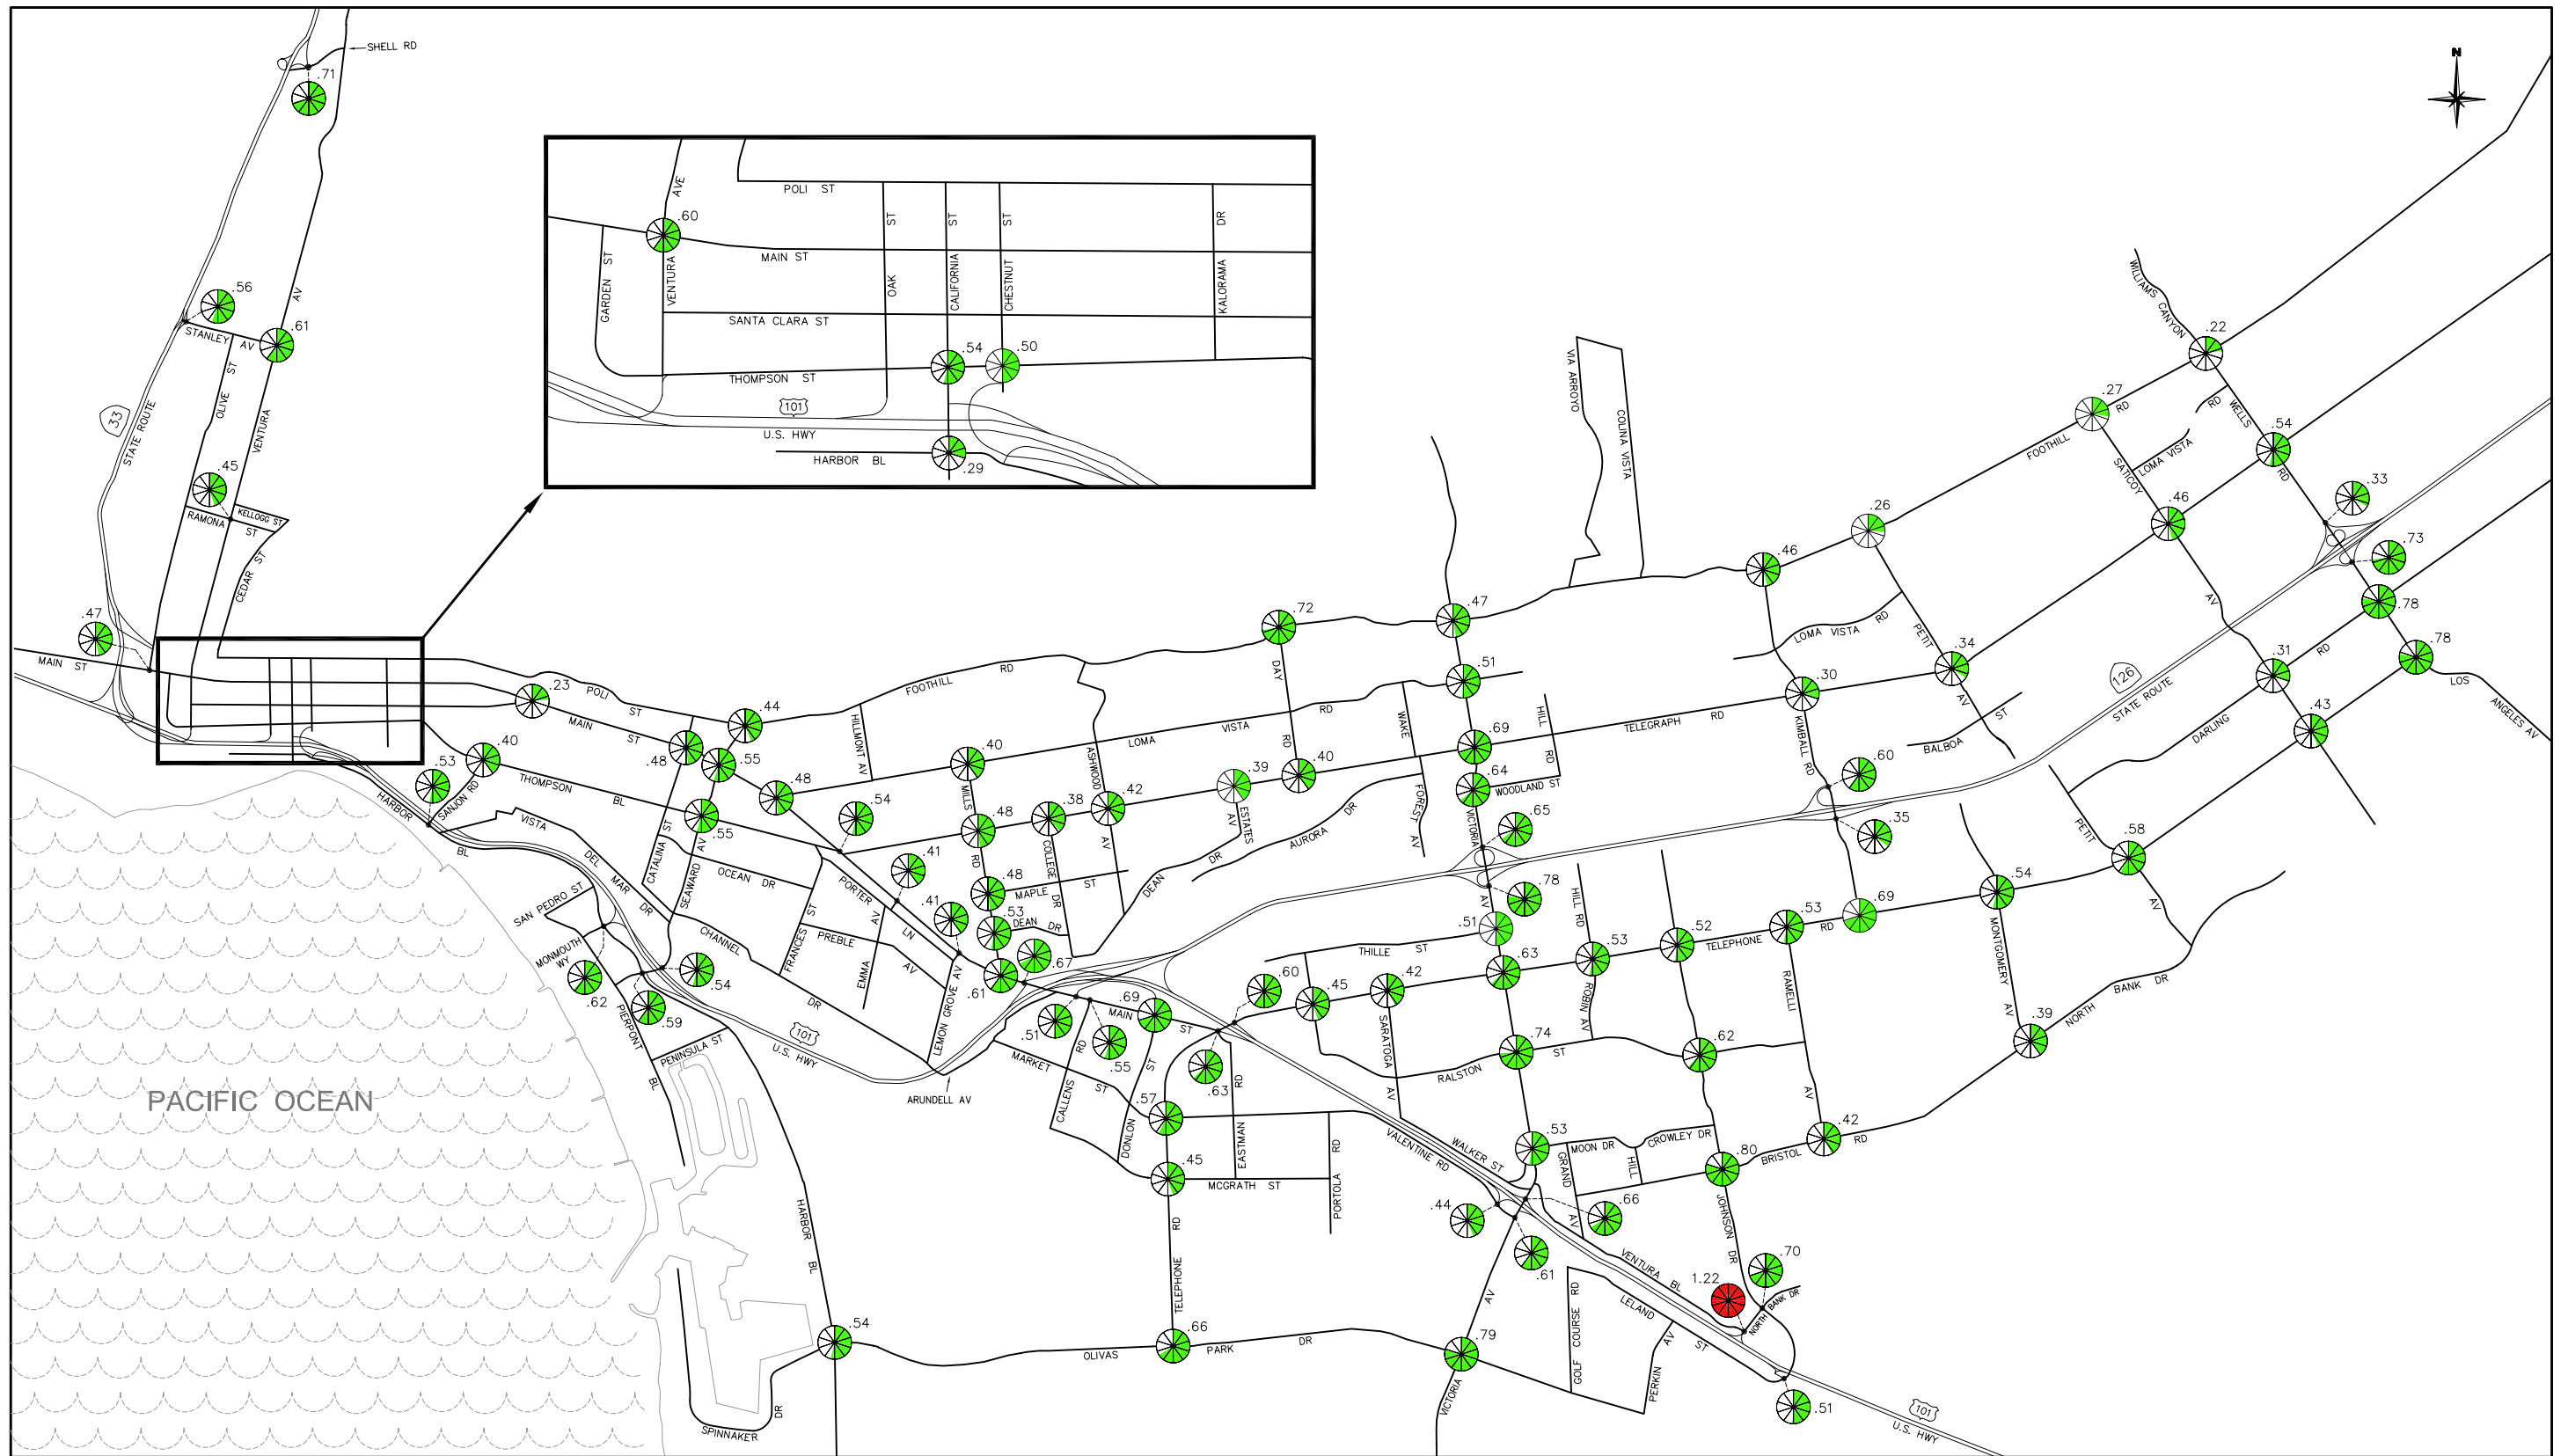 SHELL RD
.71
N
AVE
POLI ST
.60
ST
ST
ST
DR
GARDEN ST
VENTURA
MAIN ST
OAK
CALIFORNIA
CHESTNUT
KALORAMA
SANTA CLARA ST
.54
.50
THOMPSON ST
101
U.S. HWY
HARBOR BL
.29
.56
STANLEY AV
.61
AV
33
STATE ROUTE
OLIVE ST
VENTURA
.45
RAMONA ST
KELLOGG ST
CEDAR ST
.47
MAIN ST
WILLIAMS CANYON
.22
.27
RD
RD
WELLS
.54
RD
FOOTHILL
SATICOY
LOMA VISTA
.33
.46
.73
.26
.46
VIA ARROYO
COLINA VISTA
AV
.78
.78
.72
.47
LOMA VISTA RD
PETIT
.34
.31
RD
LOS
ANGELES AV
126
STATE ROUTE
.43
DARLING
.23
POLI ST
MAIN ST
.44
FOOTHILL RD
DAY
.51
.30
AV
HILLMONT AV
LOMA VISTA RD
WAKE
HILL
TELEGRAPH RD
.69
BALBOA ST
.48
.55
.40
ASHWOOD
RD
.40
RD
KIMBALL RD
.60
.40
.53
THOMPSON BL
SANJON RD
HARBOR
BL
.48
.54
MILLS
.48
.38
.42
.39
ESTATES AV
FOREST AV
.64
WOODLAND ST
VICTORIA
.65
.35
PETIT
.58
VISTA
DEL
MAR
DR
CATALINA ST
.55
SEAWARD AV
OCEAN DR
.41
PORTER
LN
RD
COLLEGE DR
AV
AURORA DR
DEAN DR
.48
MAPLE ST
.78
AV
HILL RD
.54
AV
SAN PEDRO ST
MONMOUTH
WY
CHANNEL
DR
FRANCES ST
PREBLE
AV
EMMA AV
.41
.53
DEAN DR
.67
.61
.51
THILLE ST
.53
.52
TELEPHONE RD
.53
.69
MONTGOMERY
AV
.62
.59
.54
PIERPONT
BL
PENINSULA ST
101
U.S. HWY
LEMON GROVE AV
.51
.55
.69
MAIN ST
.60
.45
.42
.63
ROBIN AV
RAMELLI
AV
.39
NORTH BANK DR
MARKET ST
RD
CALLENS
ST
DONLON
.63
SARATOGA
AV
.74
RALSTON ST
.62
ARUNDELL AV
.57
RD
EASTMAN
RD
PORTOLA
VALENTINE RD
WALKER ST
.53
MOON DR
CROWLEY DR
HILL
GRAND
AV
.42
BRISTOL RD
.80
.45
MCGRATH ST
PACIFIC OCEAN
HARBOR
BL
RD
TELEPHONE
.44
.66
.61
JOHNSON DR
VENTURA BL
.70
1.22
NORTH BANK DR
LELAND
ST
GOLF COURSE RD
AV
.54
.66
OLIVAS PARK DR
.79
VICTORIA
PERKIN
AV
.51
SPINNAKER
DR
101
U.S. HWY